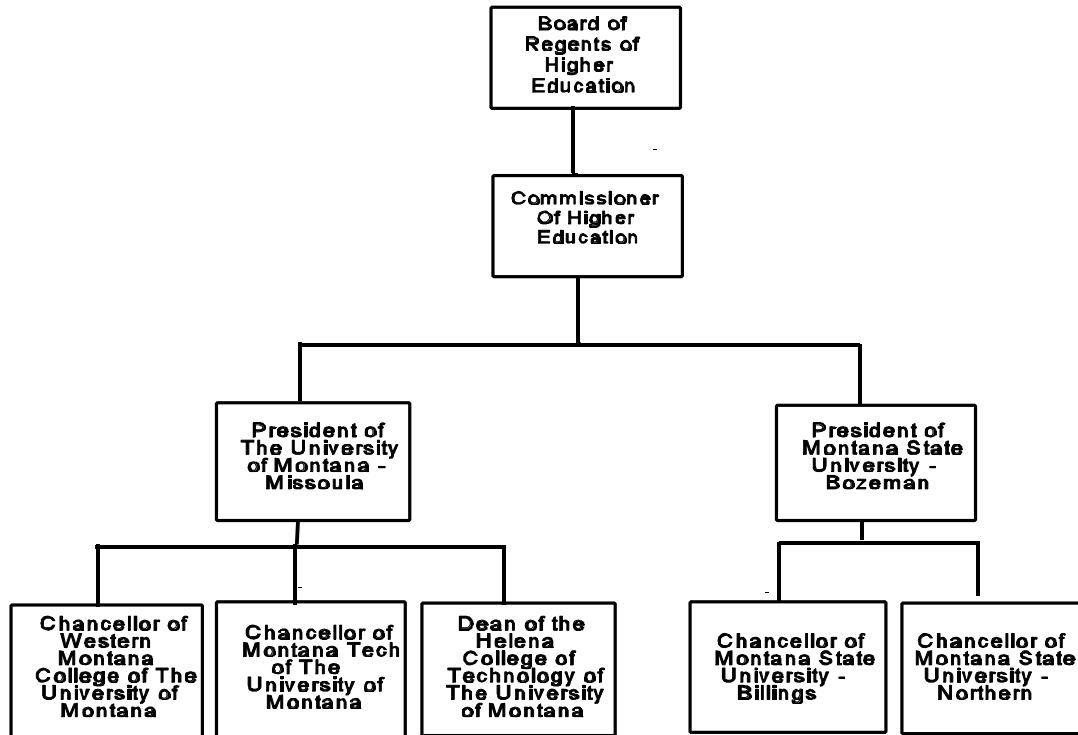 Board of
Regents of
Higher
Education
Commissioner
Of Higher
Education
President of
The University
of Montana -
Missoula
President of
Montana State
University -
Bozeman
Chancellor of
Western
Montana
College of The
University of
Montana
Chancellor of
Montana Tech
of The
University of
Montana
Dean of the
Helena
College of
Technology of
The University
of Montana
Chancellor of
Montana State
University -
Billings
Chancellor of
Montana State
University -
Northern